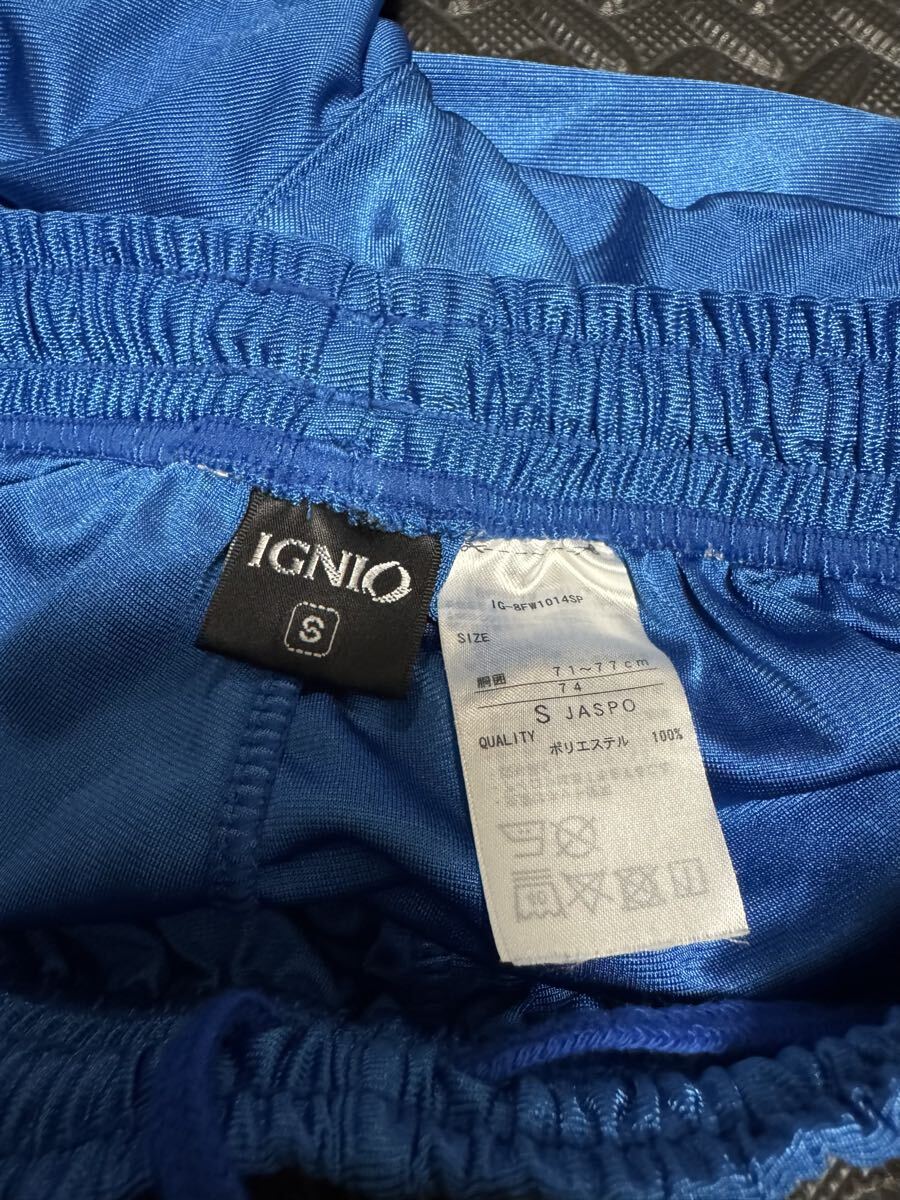 IGNIO
S
IG-8FW1014SP
SIZE
胴囲 71～77cm
74
S JASPO
QUALITY ポリエステル 100%